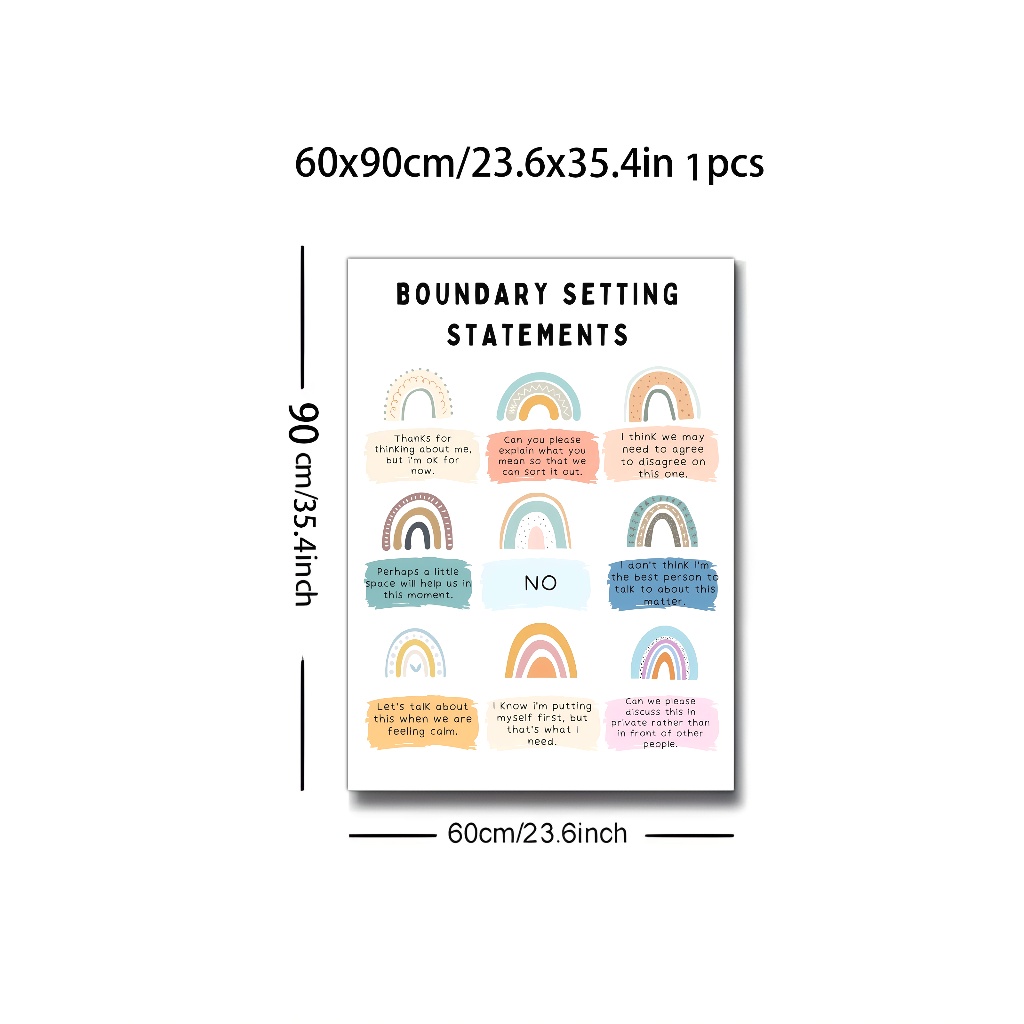 60x90cm/23.6x35.4in 1pcs
BOUNDARY SETTING
STATEMENTS
Thanks for
thinking about me,
but i'm ok for
now.
Can you please
explain what you
mean so that we
can sort it out.
I think we may
need to agree
to disagree on
this one.
Perhaps a little
space will help us in
this moment.
NO
I don't think I'm
the best person to
talk to about this
matter.
Let's talk about
this when we are
feeling calm.
I know i'm putting
myself first, but
that's what I
need.
Can we please
discuss this in
private rather than
in front of other
people.
90 cm/35.4inch
60cm/23.6inch